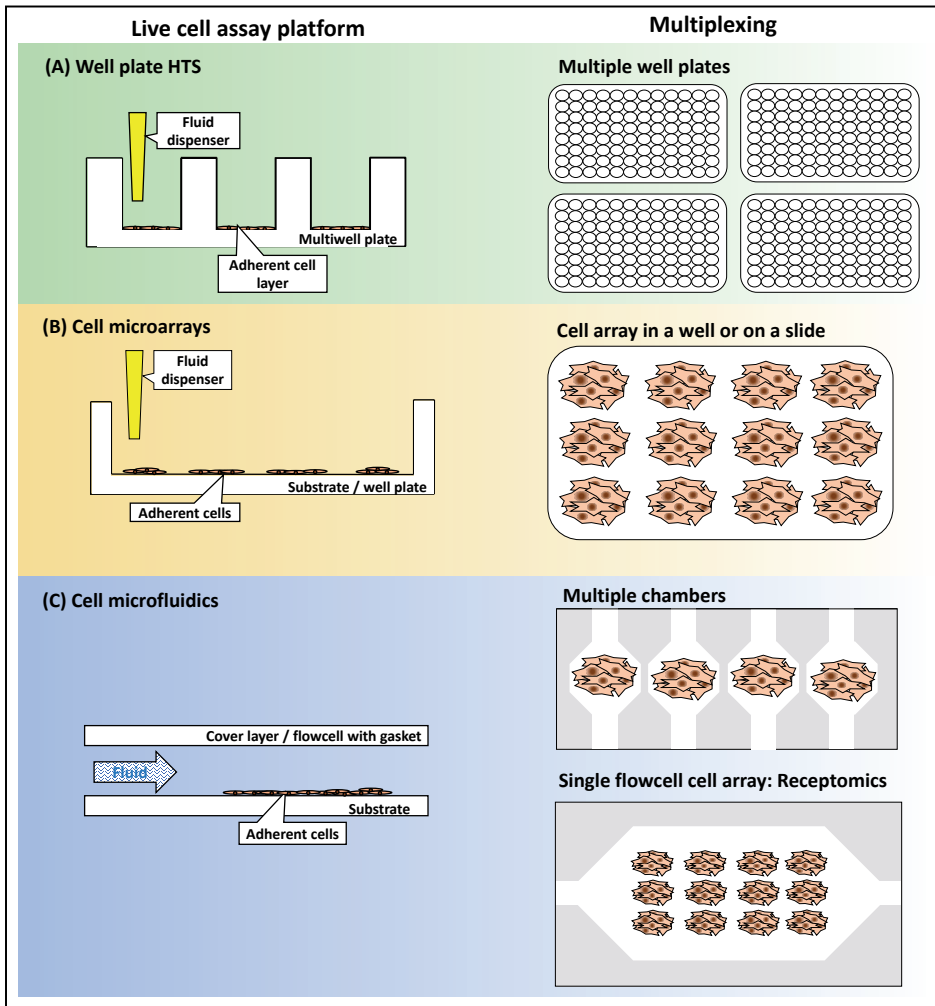 Live cell assay platform
Multiplexing
(A) Well plate HTS
Fluid
dispenser
Multiwell plate
Adherent cell
layer
Multiple well plates
(B) Cell microarrays
Fluid
dispenser
Substrate / well plate
Adherent cells
Cell array in a well or on a slide
(C) Cell microfluidics
Cover layer / flowcell with gasket
Fluid
Substrate
Adherent cells
Multiple chambers
Single flowcell cell array: Receptomics